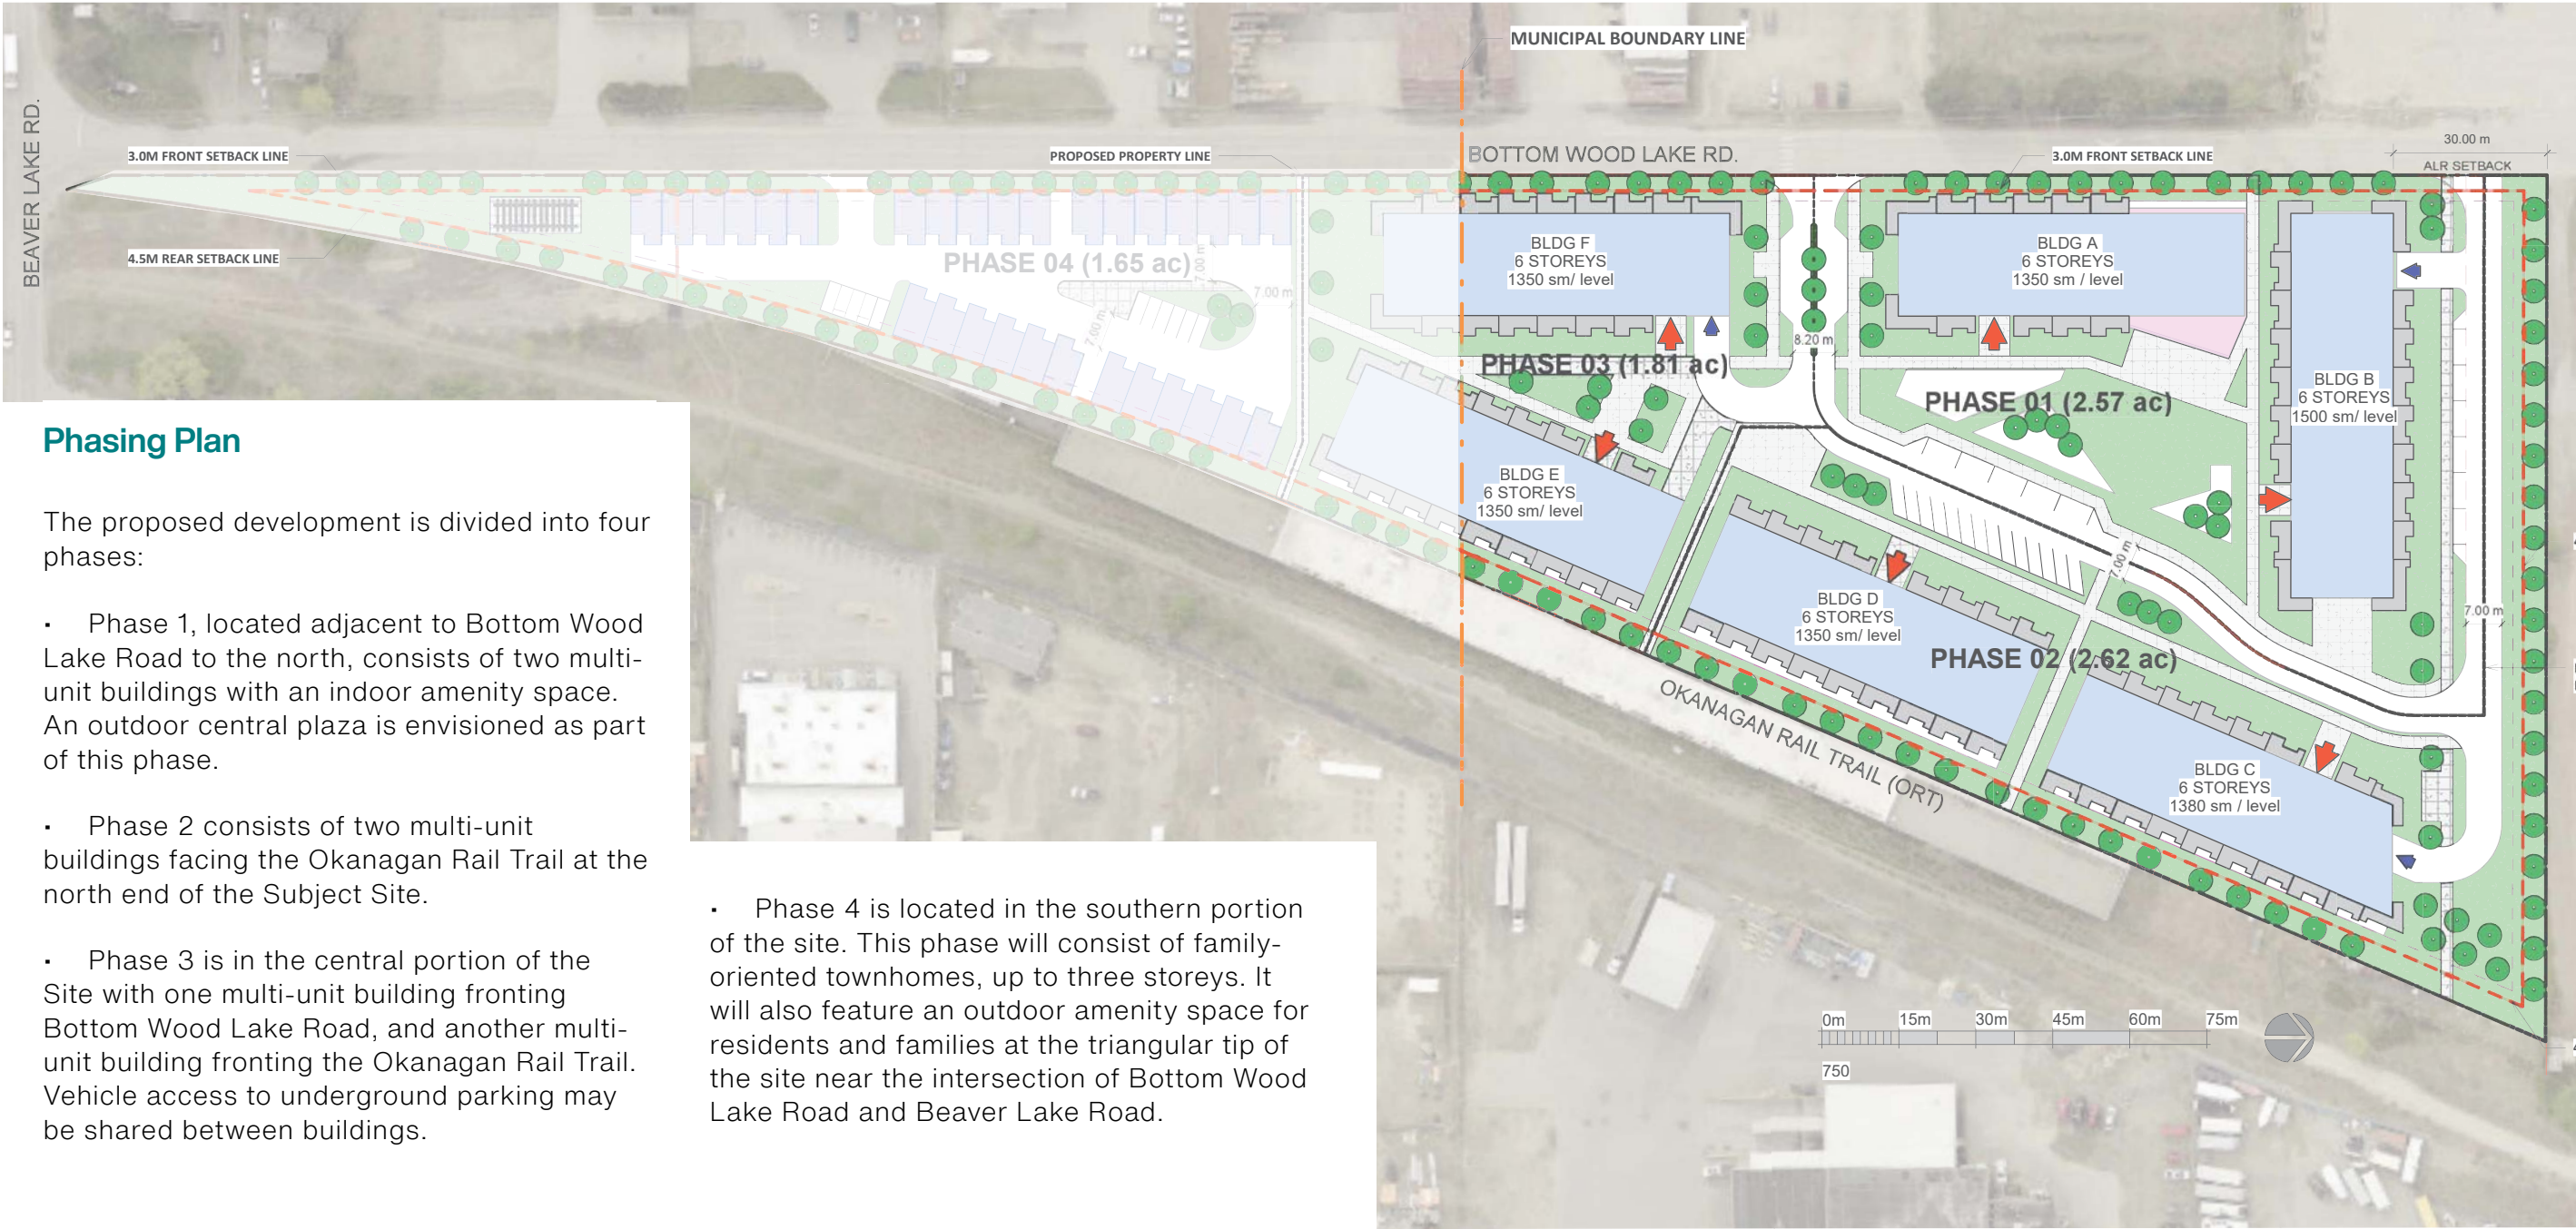 MUNICIPAL BOUNDARY LINE
BEAVER LAKE RD.
3.0M FRONT SETBACK LINE
PROPOSED PROPERTY LINE
BOTTOM WOOD LAKE RD.
3.0M FRONT SETBACK LINE
30.00 m
ALR SETBACK
4.5M REAR SETBACK LINE
PHASE 04 (1.65 ac)
7.00 m
7.00 m
7.00 m
BLDG F
6 STOREYS
1350 sm/ level
8.20 m
BLDG A
6 STOREYS
1350 sm / level
PHASE 03 (1.81 ac)
PHASE 01 (2.57 ac)
BLDG B
6 STOREYS
1500 sm/ level
BLDG E
6 STOREYS
1350 sm/ level
7.00 m
7.00 m
BLDG D
6 STOREYS
1350 sm/ level
PHASE 02 (2.62 ac)
OKANAGAN RAIL TRAIL (ORT)
BLDG C
6 STOREYS
1380 sm / level
0m 15m 30m 45m 60m 75m
750
Phasing Plan
The proposed development is divided into four
phases:
· Phase 1, located adjacent to Bottom Wood
Lake Road to the north, consists of two multi-
unit buildings with an indoor amenity space.
An outdoor central plaza is envisioned as part
of this phase.
· Phase 2 consists of two multi-unit
buildings facing the Okanagan Rail Trail at the
north end of the Subject Site.
· Phase 3 is in the central portion of the
Site with one multi-unit building fronting
Bottom Wood Lake Road, and another multi-
unit building fronting the Okanagan Rail Trail.
Vehicle access to underground parking may
be shared between buildings.
· Phase 4 is located in the southern portion
of the site. This phase will consist of family-
oriented townhomes, up to three storeys. It
will also feature an outdoor amenity space for
residents and families at the triangular tip of
the site near the intersection of Bottom Wood
Lake Road and Beaver Lake Road.